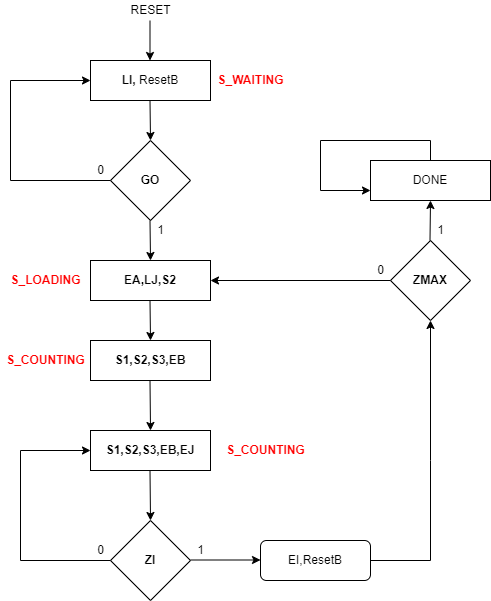 RESET
LI, ResetB
S_WAITING
0
GO
1
DONE
1
S_LOADING
EA,LJ,S2
0
ZMAX
S_COUNTING
S1,S2,S3,EB
S1,S2,S3,EB,EJ
S_COUNTING
0
ZI
1
EI,ResetB